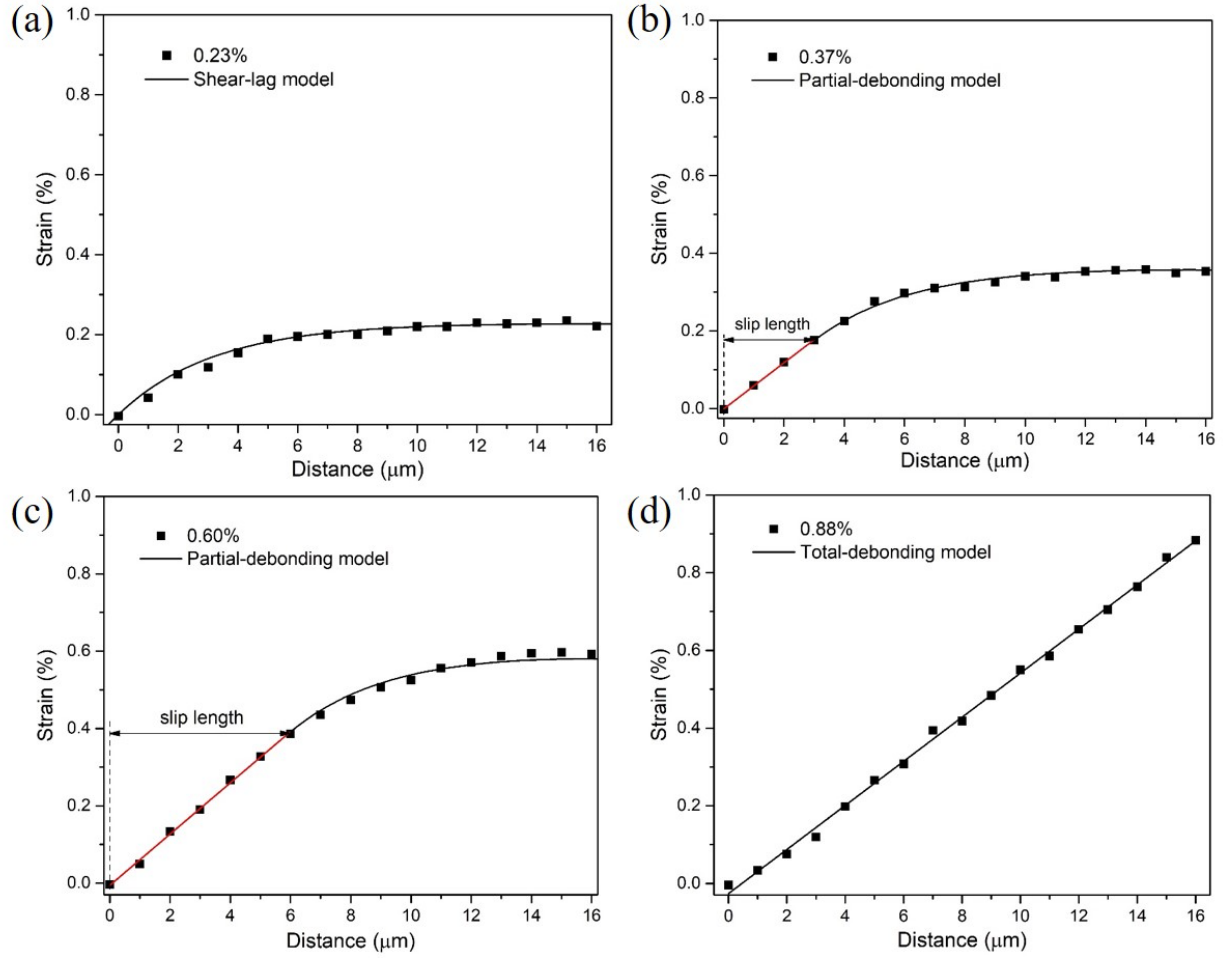 (a)
1.0
0.8
0.6
0.4
0.2
0.0
Strain (%)
0.23%
Shear-lag model
0 2 4 6 8 10 12 14 16
Distance (μm)
(b)
1.0
0.8
0.6
0.4
0.2
0.0
Strain (%)
0.37%
Partial-debonding model
slip length
0 2 4 6 8 10 12 14 16
Distance (μm)
(c)
1.0
0.8
0.6
0.4
0.2
0.0
Strain (%)
0.60%
Partial-debonding model
slip length
0 2 4 6 8 10 12 14 16
Distance (μm)
(d)
1.0
0.8
0.6
0.4
0.2
0.0
Strain (%)
0.88%
Total-debonding model
0 2 4 6 8 10 12 14 16
Distance (μm)